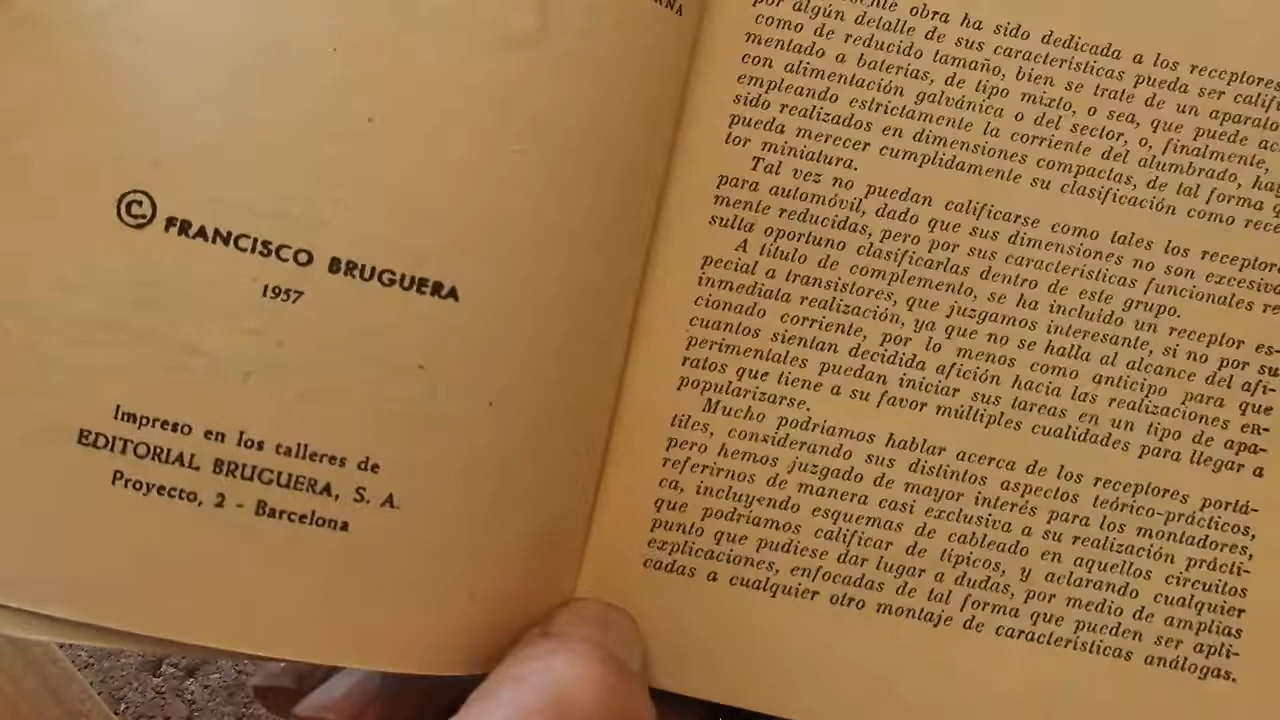 © FRANCISCO BRUGUERA
1957
Impreso en los talleres de
EDITORIAL BRUGUERA, S. A.
Proyecto, 2 - Barcelona
obra ha sido dedicada a los receptores
por algún detalle de sus características pueda ser
como de reducido tamaño, bien se trate de un aparato
mentado a baterías, de tipo mixto, o sea, que puede
con alimentación galvánica o del sector, o, finalmente,
empleando estrictamente la corriente del alumbrado,
sido realizados en dimensiones compactas, de tal forma
pueda merecer cumplidamente su clasificación como
tor miniatura.
Tal vez no puedan calificarse como tales los
para automóvil, dado que sus dimensiones no son
mente reducidas, pero por sus características funcionales re-
sulta oportuno clasificarlas dentro de este grupo.
A título de complemento, se ha incluído un receptor es-
pecial a transistores, que juzgamos interesante, si no por su
inmediata realización, ya que no se halla al alcance del afi-
cionado corriente, por lo menos como anticipo para que
cuantos sientan decidida afición hacia las realizaciones ex-
perimentales puedan iniciar sus tareas en un tipo de apa-
ratos que tiene a su favor múltiples cualidades para llegar a
popularizarse.
Mucho podríamos hablar acerca de los receptores portá-
tiles, considerando sus distintos aspectos teórico-prácticos,
pero hemos juzgado de mayor interés para los montadores,
referirnos de manera casi exclusiva a su realización prácti-
ca, incluyendo esquemas de cableado en aquellos circuitos
que podríamos calificar de típicos, y aclarando cualquier
punto que pudiese dar lugar a dudas, por medio de amplias
explicaciones, enfocadas de tal forma que pueden ser apli-
cadas a cualquier otro montaje de características análogas.